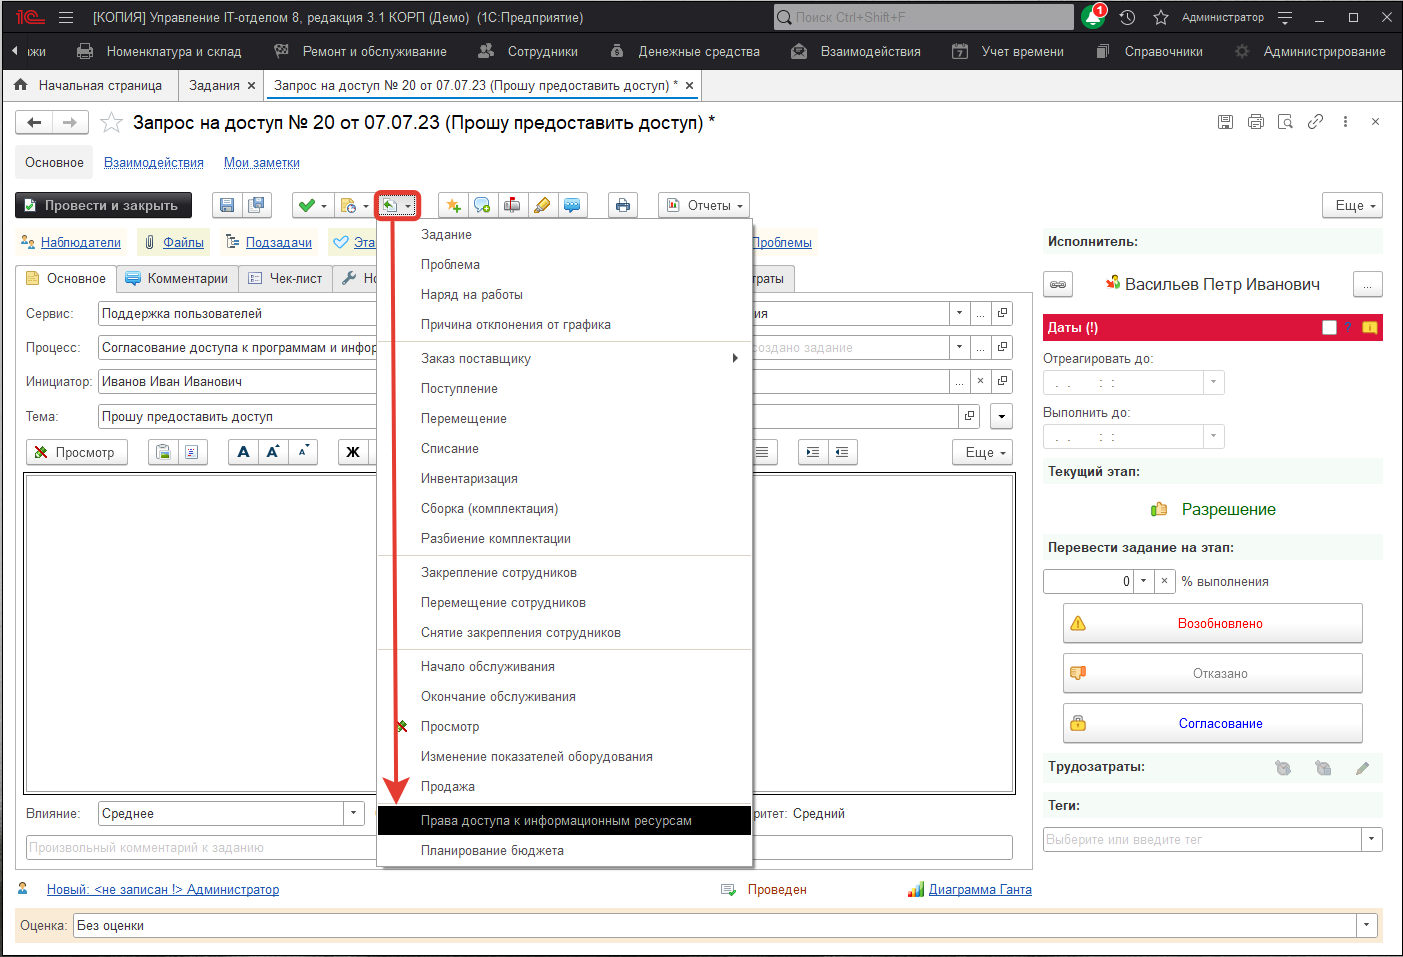 [КОПИЯ] Управление IT-отделом 8, редакция 3.1 КОРП (Демо) (1С:Предприятие)
Поиск Ctrl+Shift+F
1
Администратор
жки
Номенклатура и склад
Ремонт и обслуживание
Сотрудники
Денежные средства
Взаимодействия
Учет времени
Справочники
Администрирование
Начальная страница
Задания
Запрос на доступ № 20 от 07.07.23 (Прошу предоставить доступ) *
Запрос на доступ № 20 от 07.07.23 (Прошу предоставить доступ) *
Основное
Взаимодействия
Мои заметки
Провести и закрыть
Отчеты
Еще
Наблюдатели
Файлы
Подзадачи
Эта
Проблемы
Основное
Комментарии
Чек-лист
Но
раты
Сервис:
Поддержка пользователей
ия
Процесс:
Согласование доступа к программам и инфор
создано задание
Инициатор:
Иванов Иван Иванович
Тема:
Прошу предоставить доступ
Просмотр
А А А
Ж
Еще
Задание
Проблема
Наряд на работы
Причина отклонения от графика
Заказ поставщику
Поступление
Перемещение
Списание
Инвентаризация
Сборка (комплектация)
Разбиение комплектации
Закрепление сотрудников
Перемещение сотрудников
Снятие закрепления сотрудников
Начало обслуживания
Окончание обслуживания
Просмотр
Изменение показателей оборудования
Продажа
Права доступа к информационным ресурсам
Планирование бюджета
Влияние:
Среднее
ритет: Средний
Произвольный комментарий к заданию
Новый: <не записан !> Администратор
Проведен
Диаграмма Ганта
Оценка:
Без оценки
Исполнитель:
Васильев Петр Иванович
...
Даты (!)
?
Отреагировать до:
. . : :
Выполнить до:
. . : :
Текущий этап:
Разрешение
Перевести задание на этап:
0
% выполнения
Возобновлено
Отказано
Согласование
Трудозатраты:
Теги:
Выберите или введите тег